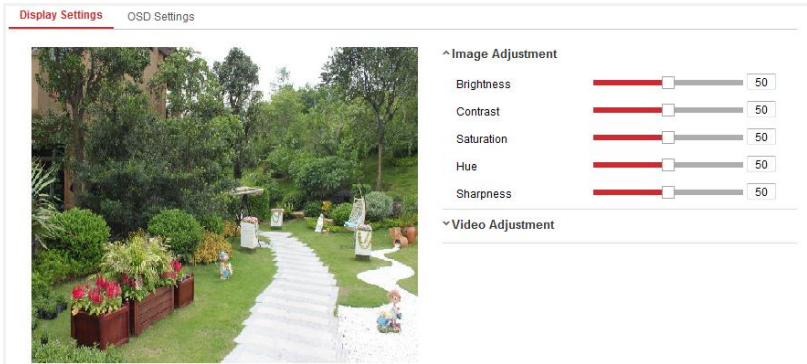 Display Settings OSD Settings
Image Adjustment
Brightness 50
Contrast 50
Saturation 50
Hue 50
Sharpness 50
Video Adjustment